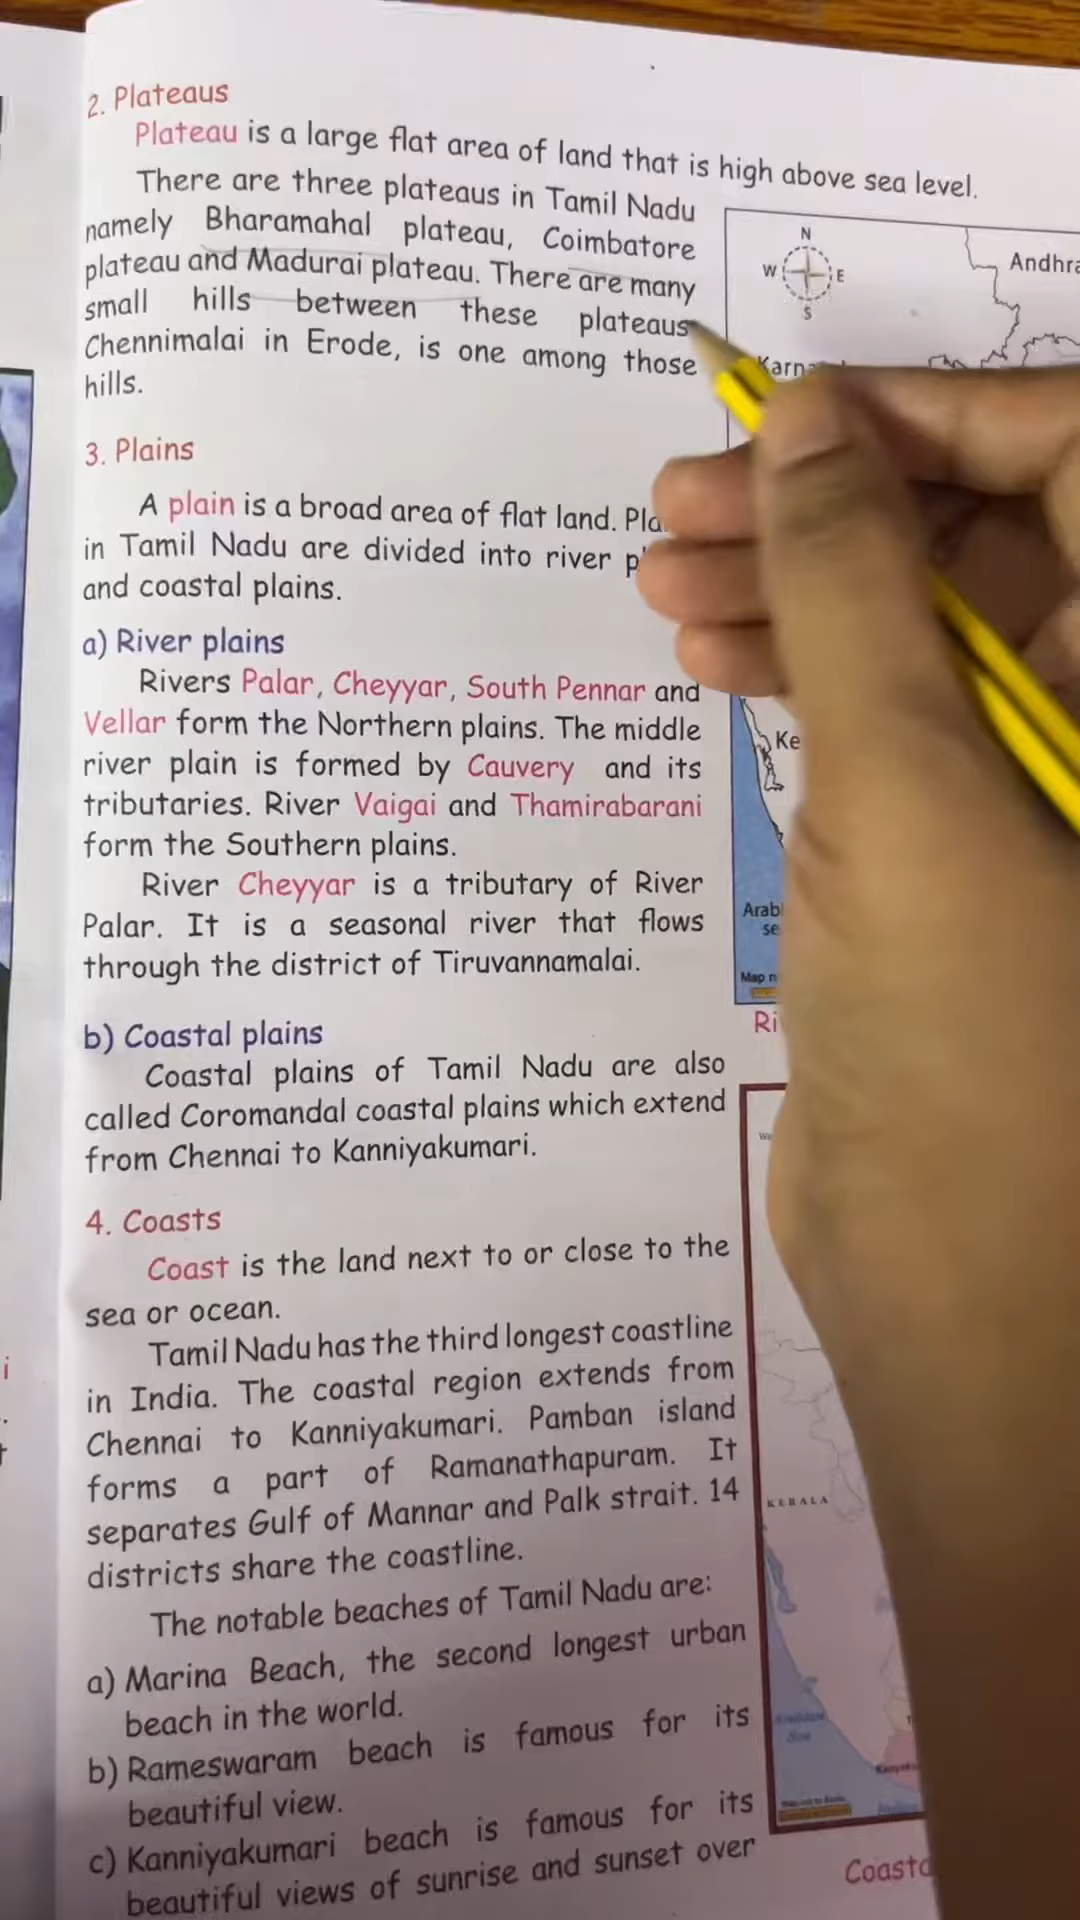 2. Plateaus
Plateau is a large flat area of land that is high above sea level.
There are three plateaus in Tamil Nadu
namely Bharamahal plateau, Coimbatore
plateau and Madurai plateau. There are many
small hills between these plateaus
Chennimalai in Erode, is one among those
hills.
3. Plains
A plain is a broad area of flat land.
in Tamil Nadu are divided into river
and coastal plains.
a) River plains
Rivers Palar, Cheyyar, South Pennar and
Vellar form the Northern plains. The middle
river plain is formed by Cauvery and its
tributaries. River Vaigai and Thamirabarani
form the Southern plains.
River Cheyyar is a tributary of River
Palar. It is a seasonal river that flows
through the district of Tiruvannamalai.
b) Coastal plains
Coastal plains of Tamil Nadu are also
called Coromandal coastal plains which extend
from Chennai to Kanniyakumari.
4. Coasts
Coast is the land next to or close to the
sea or ocean.
Tamil Nadu has the third longest coastline
in India. The coastal region extends from
Chennai to Kanniyakumari. Pamban island
forms a part of Ramanathapuram. It
separates Gulf of Mannar and Palk strait. 14
districts share the coastline.
The notable beaches of Tamil Nadu are:
a) Marina Beach, the second longest urban
beach in the world.
b) Rameswaram beach is famous for its
beautiful view.
c) Kanniyakumari beach is famous for its
beautiful views of sunrise and sunset over
N
W E
S
Andhra
Map
KERALA